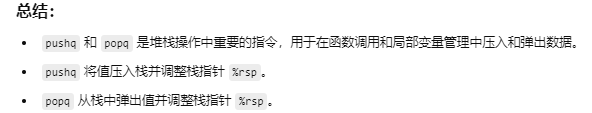 总结：
• pushq 和 popq 是堆栈操作中重要的指令，用于在函数调用和局部变量管理中压入和弹出数据。
• pushq 将值压入栈并调整栈指针 %rsp。
• popq 从栈中弹出值并调整栈指针 %rsp。